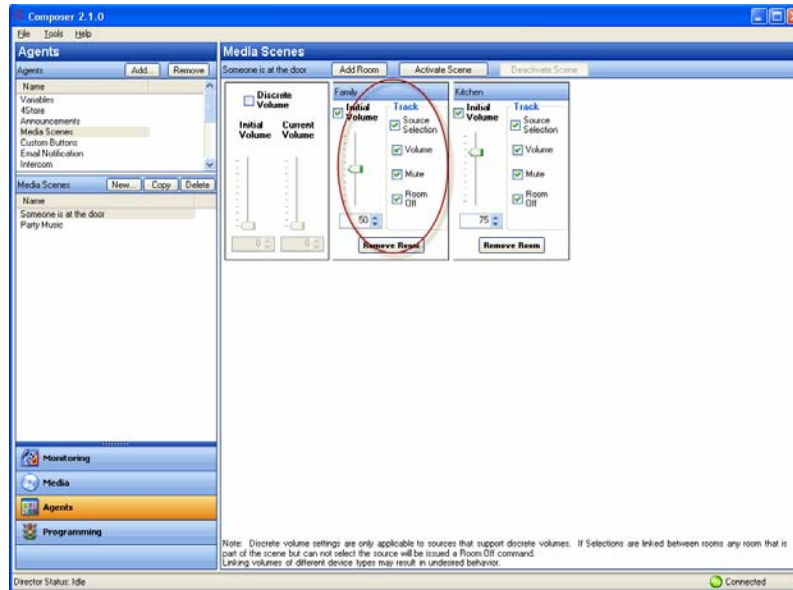 Composer 2.1.0
File Tools Help
Agents
Agents Add... Remove
Name
Variables
4Store
Announcements
Media Scenes
Custom Buttons
Email Notification
Intercom
Media Scenes New... Copy Delete
Name
Someone is at the door
Party Music
Monitoring
Media
Agents
Programming
Media Scenes
Someone is at the door Add Room Activate Scene Deactivate Scene
Discrete Volume
Initial Volume Current Volume
0 0
Family
Initial Volume
Track
Source Selection
Volume
Mute
Room Off
50
Remove Room
Kitchen
Initial Volume
Track
Source Selection
Volume
Mute
Room Off
75
Remove Room
Note: Discrete volume settings are only applicable to sources that support discrete volumes. If Selections are linked between rooms any room that is
part of the scene but can not select the source will be issued a Room Off command.
Linking volumes of different device types may result in undesired behavior.
Director Status: Idle
Connected